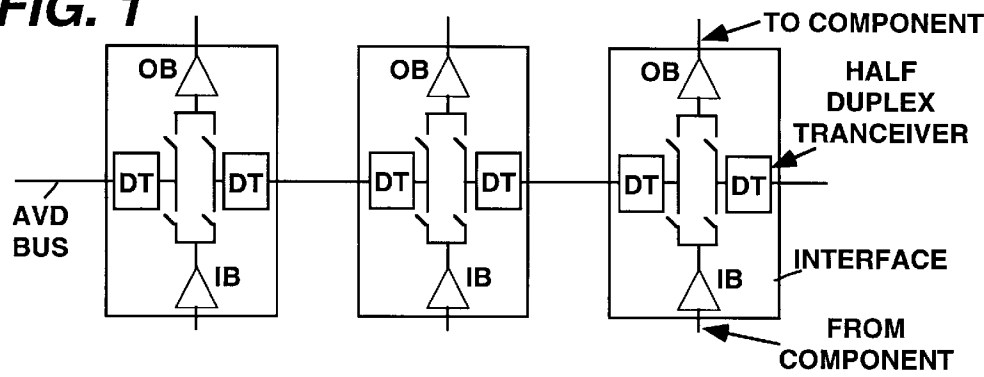 FIG. 1
TO COMPONENT
OB
OB
OB
HALF
DUPLEX
TRANCEIVER
DT
DT
DT
DT
DT
DT
AVD
BUS
INTERFACE
IB
IB
IB
FROM
COMPONENT